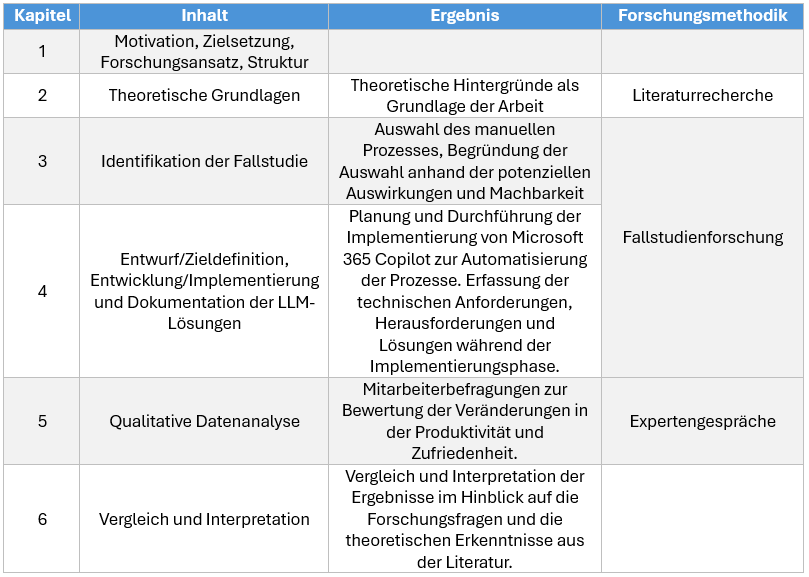 Kapitel Inhalt Ergebnis Forschungsmethodik
1
Motivation, Zielsetzung,
Forschungsansatz, Struktur
2
Theoretische Grundlagen
Theoretische Hintergründe als
Grundlage der Arbeit
Literaturrecherche
3
Identifikation der Fallstudie
Auswahl des manuellen
Prozesses, Begründung der
Auswahl anhand der potenziellen
Auswirkungen und Machbarkeit
Fallstudienforschung
4
Entwurf/Zieldefinition,
Entwicklung/Implementierung
und Dokumentation der LLM-
Lösungen
Planung und Durchführung der
Implementierung von Microsoft
365 Copilot zur Automatisierung
der Prozesse. Erfassung der
technischen Anforderungen,
Herausforderungen und
Lösungen während der
Implementierungsphase.
5
Qualitative Datenanalyse
Mitarbeiterbefragungen zur
Bewertung der Veränderungen in
der Produktivität und
Zufriedenheit.
Expertengespräche
6
Vergleich und Interpretation
Vergleich und Interpretation der
Ergebnisse im Hinblick auf die
Forschungsfragen und die
theoretischen Erkenntnisse aus
der Literatur.